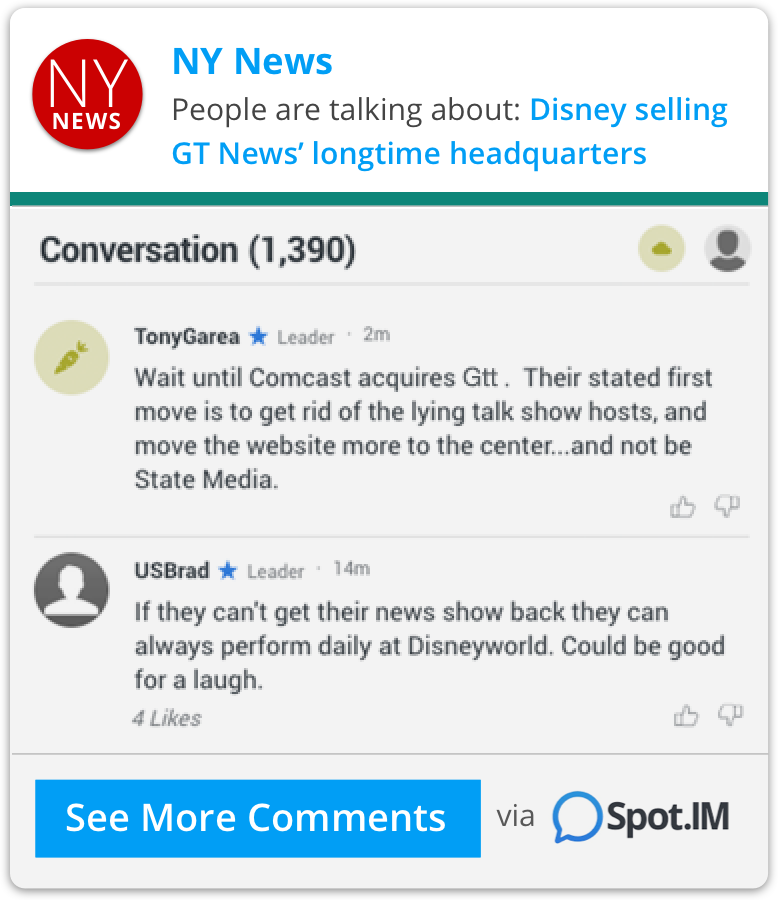 NY
NEWS
NY News
People are talking about: Disney selling
GT News’ longtime headquarters
Conversation (1,390)
TonyGarea ★ Leader · 2m
Wait until Comcast acquires Gtt . Their stated first
move is to get rid of the lying talk show hosts, and
move the website more to the center...and not be
State Media.
USBrad ★ Leader · 14m
If they can't get their news show back they can
always perform daily at Disneyworld. Could be good
for a laugh.
4 Likes
See More Comments
via
Spot.IM